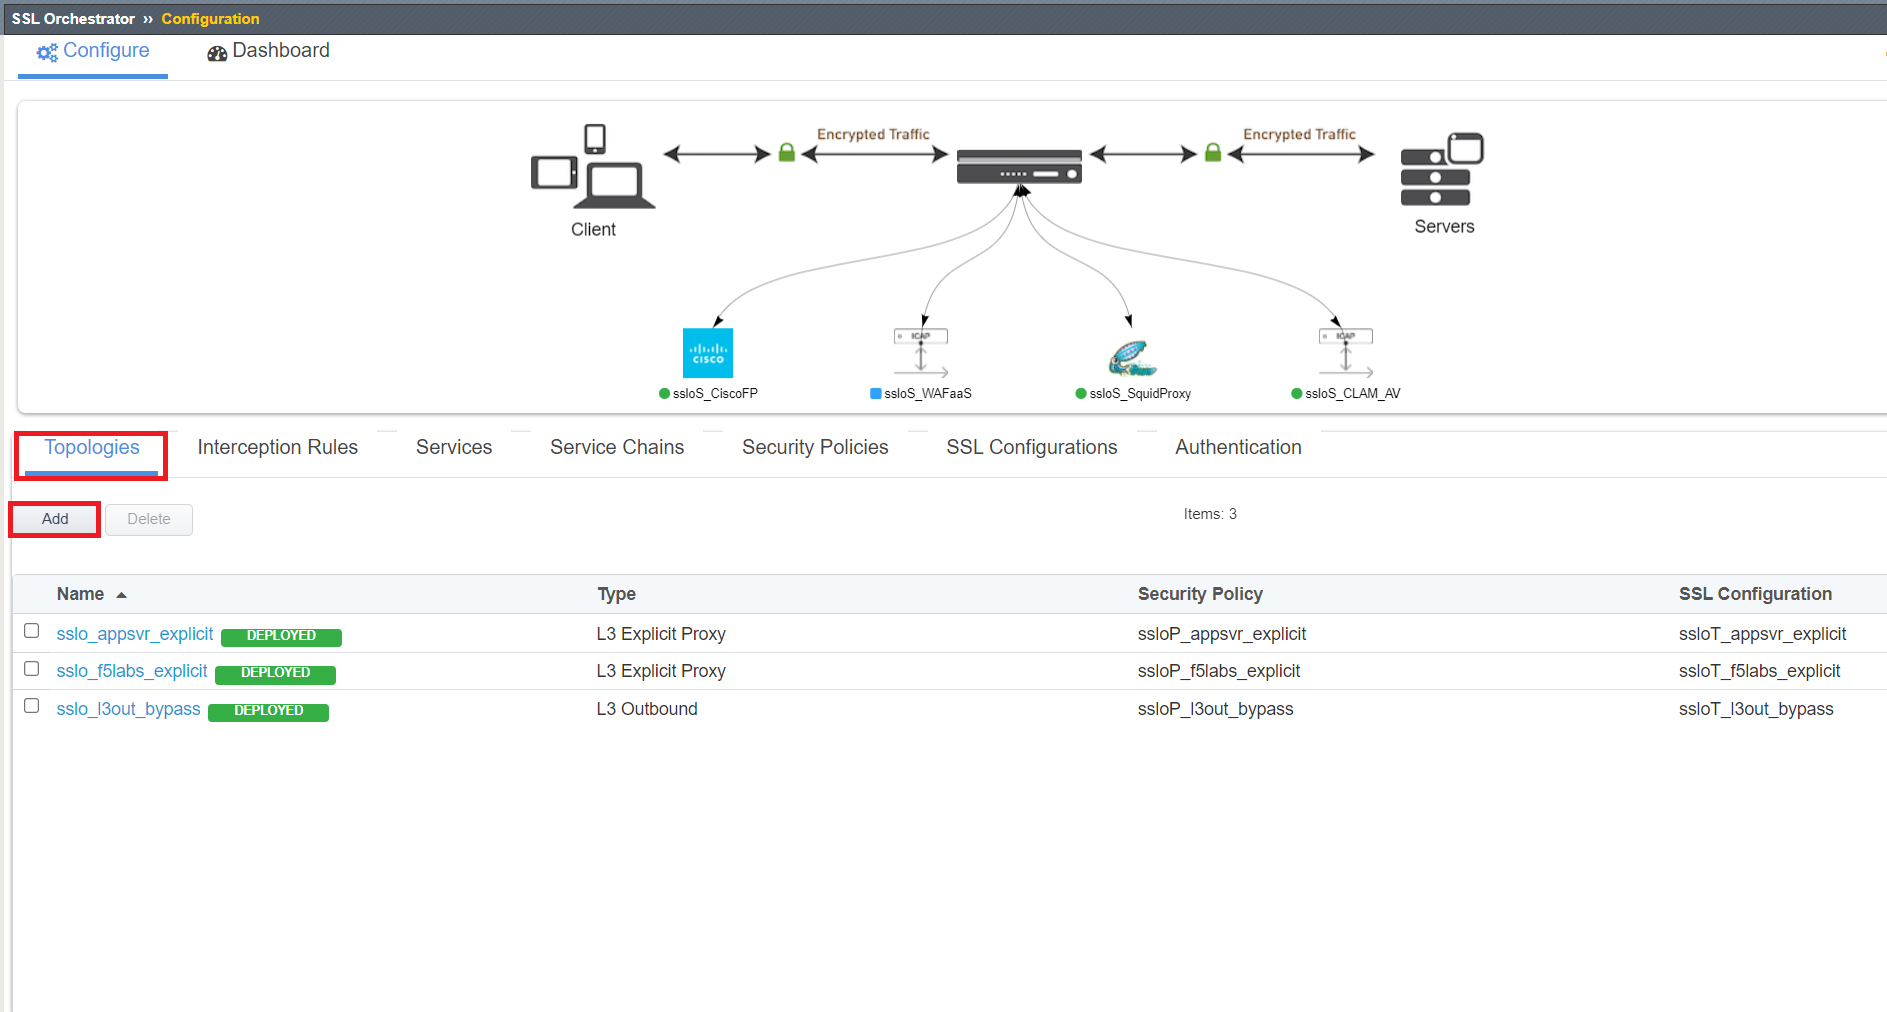 SSL Orchestrator ›› Configuration
Configure Dashboard
Encrypted Traffic Encrypted Traffic
Client
Servers
ICAP ICAP
CISCO
ssloS_CiscoFP ssloS_WAFaaS ssloS_SquidProxy ssloS_CLAM_AV
Topologies Interception Rules Services Service Chains Security Policies SSL Configurations Authentication
Add Delete Items: 3
Name Type Security Policy SSL Configuration
sslo_appsvr_explicit DEPLOYED L3 Explicit Proxy ssloP_appsvr_explicit ssloT_appsvr_explicit
sslo_f5labs_explicit DEPLOYED L3 Explicit Proxy ssloP_f5labs_explicit ssloT_f5labs_explicit
sslo_l3out_bypass DEPLOYED L3 Outbound ssloP_l3out_bypass ssloT_l3out_bypass